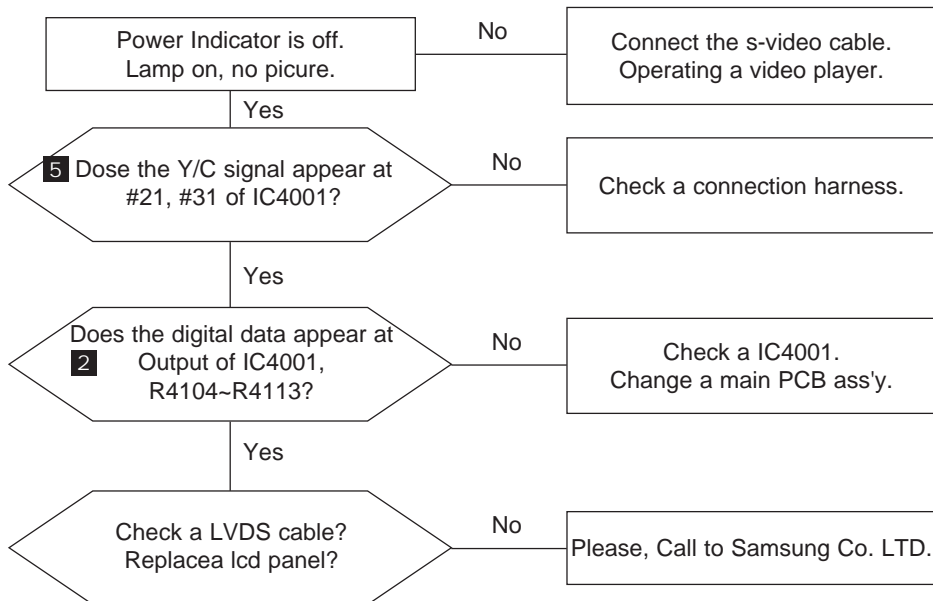 Power Indicator is off.
Lamp on, no picure.
No
Connect the s-video cable.
Operating a video player.
Yes
5 Dose the Y/C signal appear at
#21, #31 of IC4001?
No
Check a connection harness.
Yes
Does the digital data appear at
2 Output of IC4001,
R4104~R4113?
No
Check a IC4001.
Change a main PCB ass'y.
Yes
Check a LVDS cable?
Replacea lcd panel?
No
Please, Call to Samsung Co. LTD.